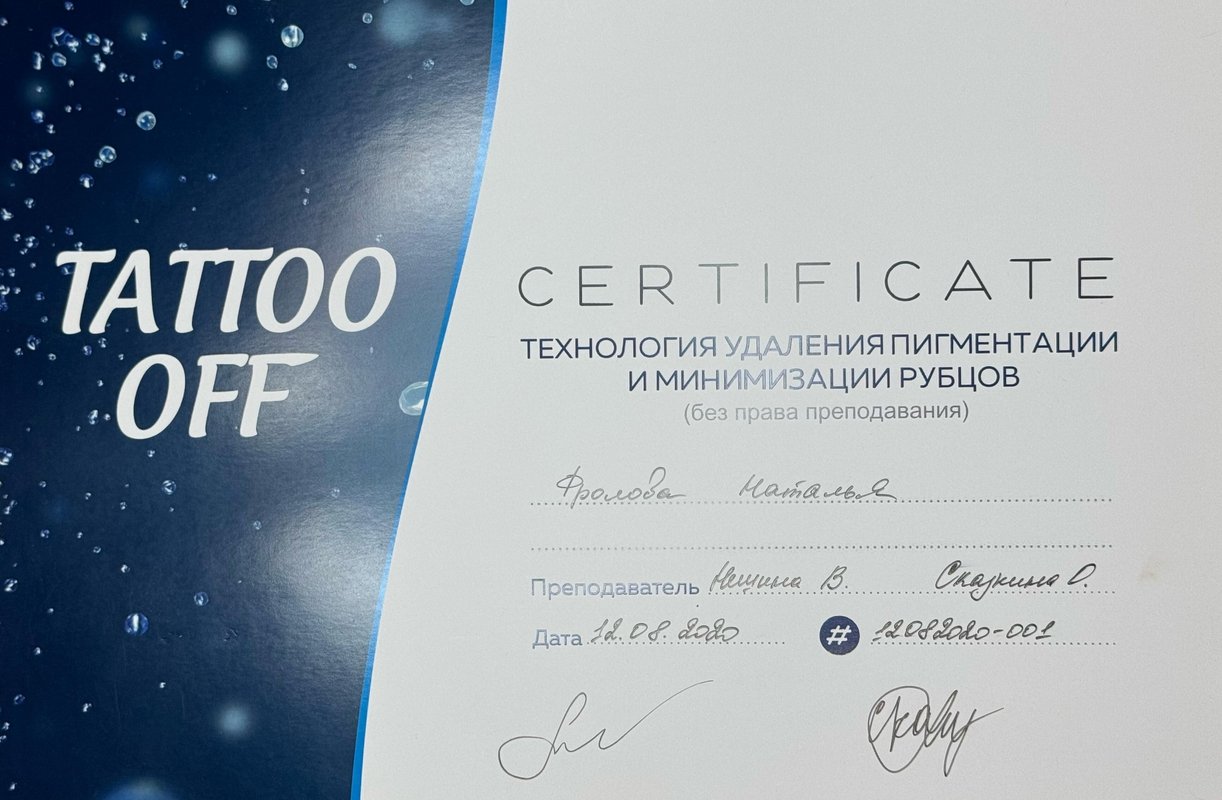 TATTOO
OFF
CERTIFICATE
ТЕХНОЛОГИЯ УДАЛЕНИЯ ПИГМЕНТАЦИИ
И МИНИМИЗАЦИИ РУБЦОВ
(без права преподавания)
Фролова Наталья
Преподаватель Нещина В. Сказкина О.
Дата 12.08.2020 # 12082020-001